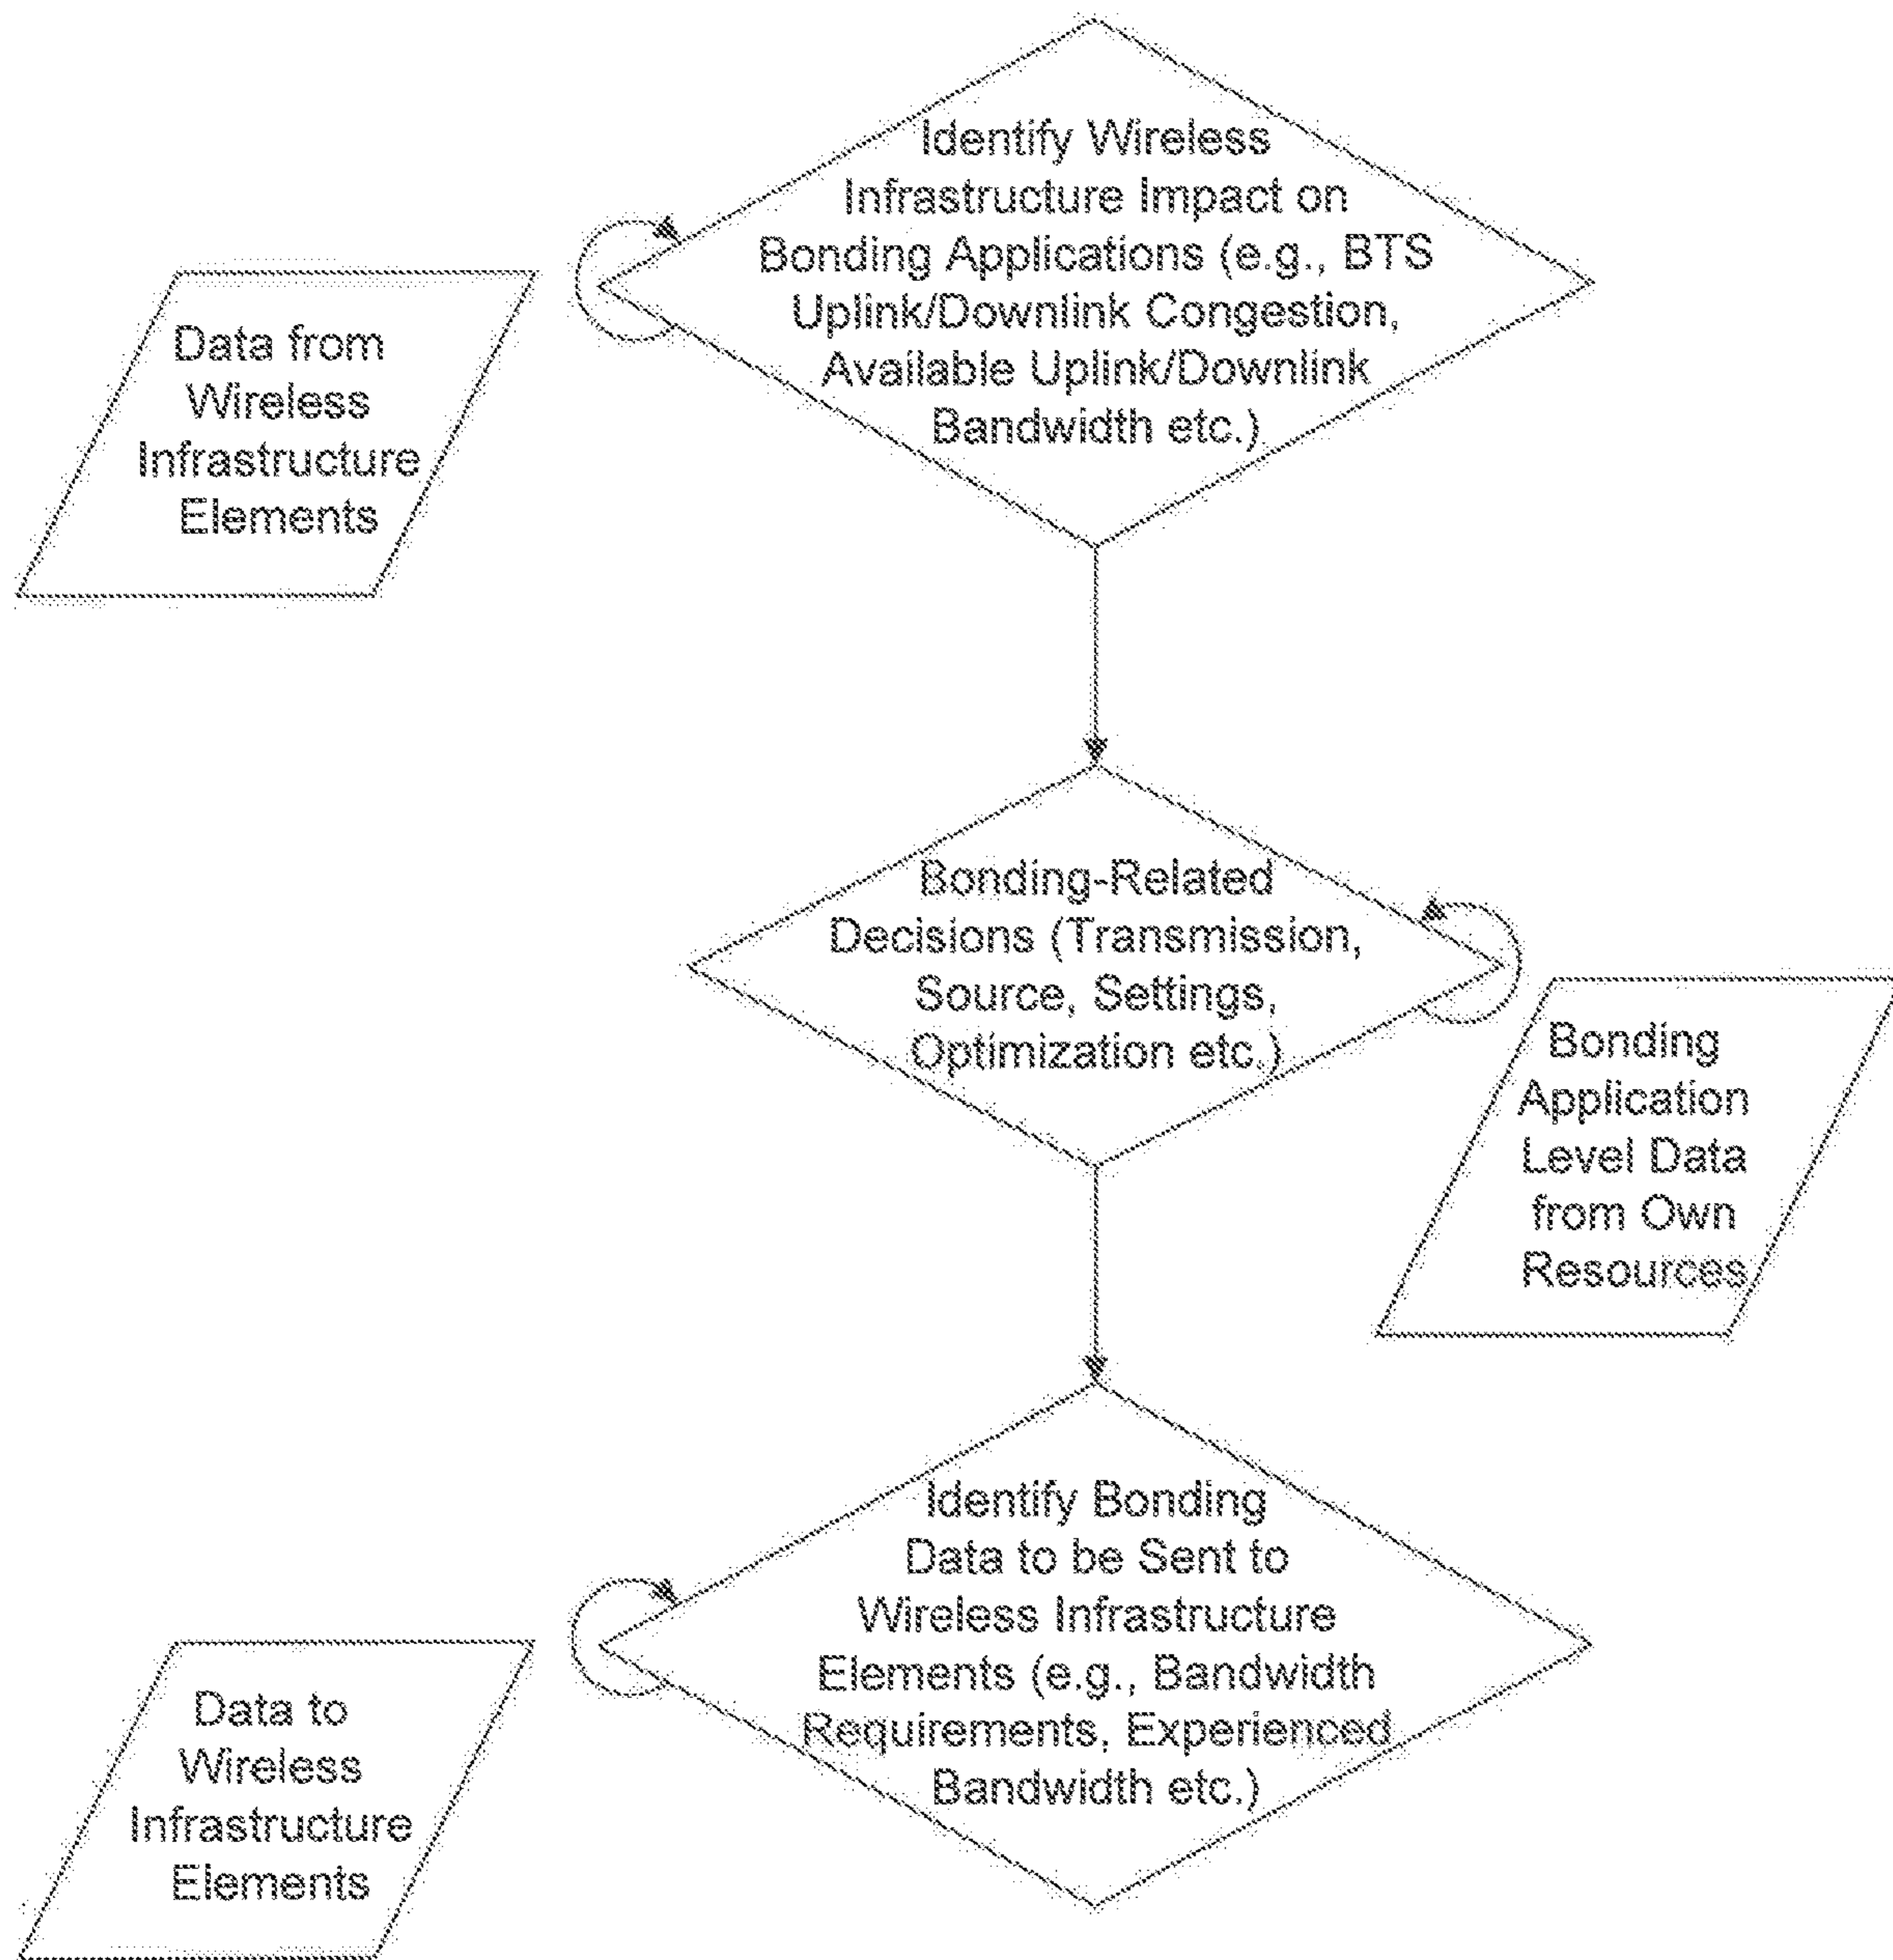 Identify Wireless
Infrastructure Impact on
Bonding Applications (e.g., BTS
Uplink/Downlink Congestion,
Available Uplink/Downlink
Bandwidth etc.)
Data from
Wireless
Infrastructure
Elements
Bonding-Related
Decisions (Transmission,
Source, Settings,
Optimization etc.)
Bonding
Application
Level Data
from Own
Resources
Identify Bonding
Data to be Sent to
Wireless Infrastructure
Elements (e.g., Bandwidth
Requirements, Experienced
Bandwidth etc.)
Data to
Wireless
Infrastructure
Elements